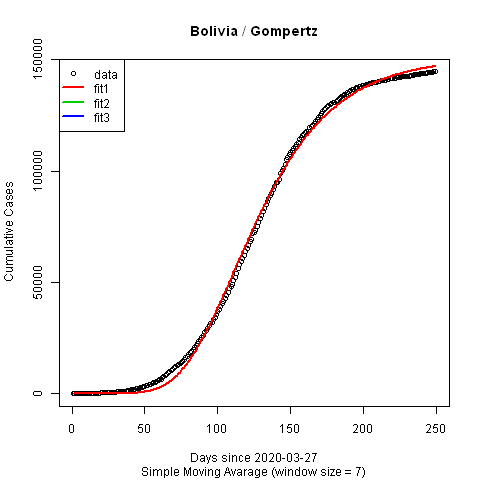 Bolivia / Gompertz
Cumulative Cases
150000
100000
50000
0
data
fit1
fit2
fit3
0 50 100 150 200 250
Days since 2020-03-27
Simple Moving Avarage (window size = 7)